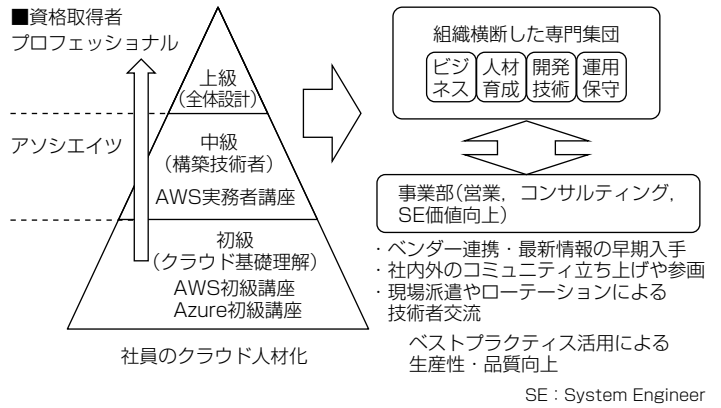 ■資格取得者
プロフェッショナル
アソシエイツ
上級
(全体設計)
中級
(構築技術者)
AWS実務者講座
初級
(クラウド基礎理解)
AWS初級講座
Azure初級講座
社員のクラウド人材化
組織横断した専門集団
ビジ
ネス
人材
育成
開発
技術
運用
保守
事業部(営業，コンサルティング，
SE価値向上)
・ベンダー連携・最新情報の早期入手
・社内外のコミュニティ立ち上げや参画
・現場派遣やローテーションによる
技術者交流
ベストプラクティス活用による
生産性・品質向上
SE：System Engineer